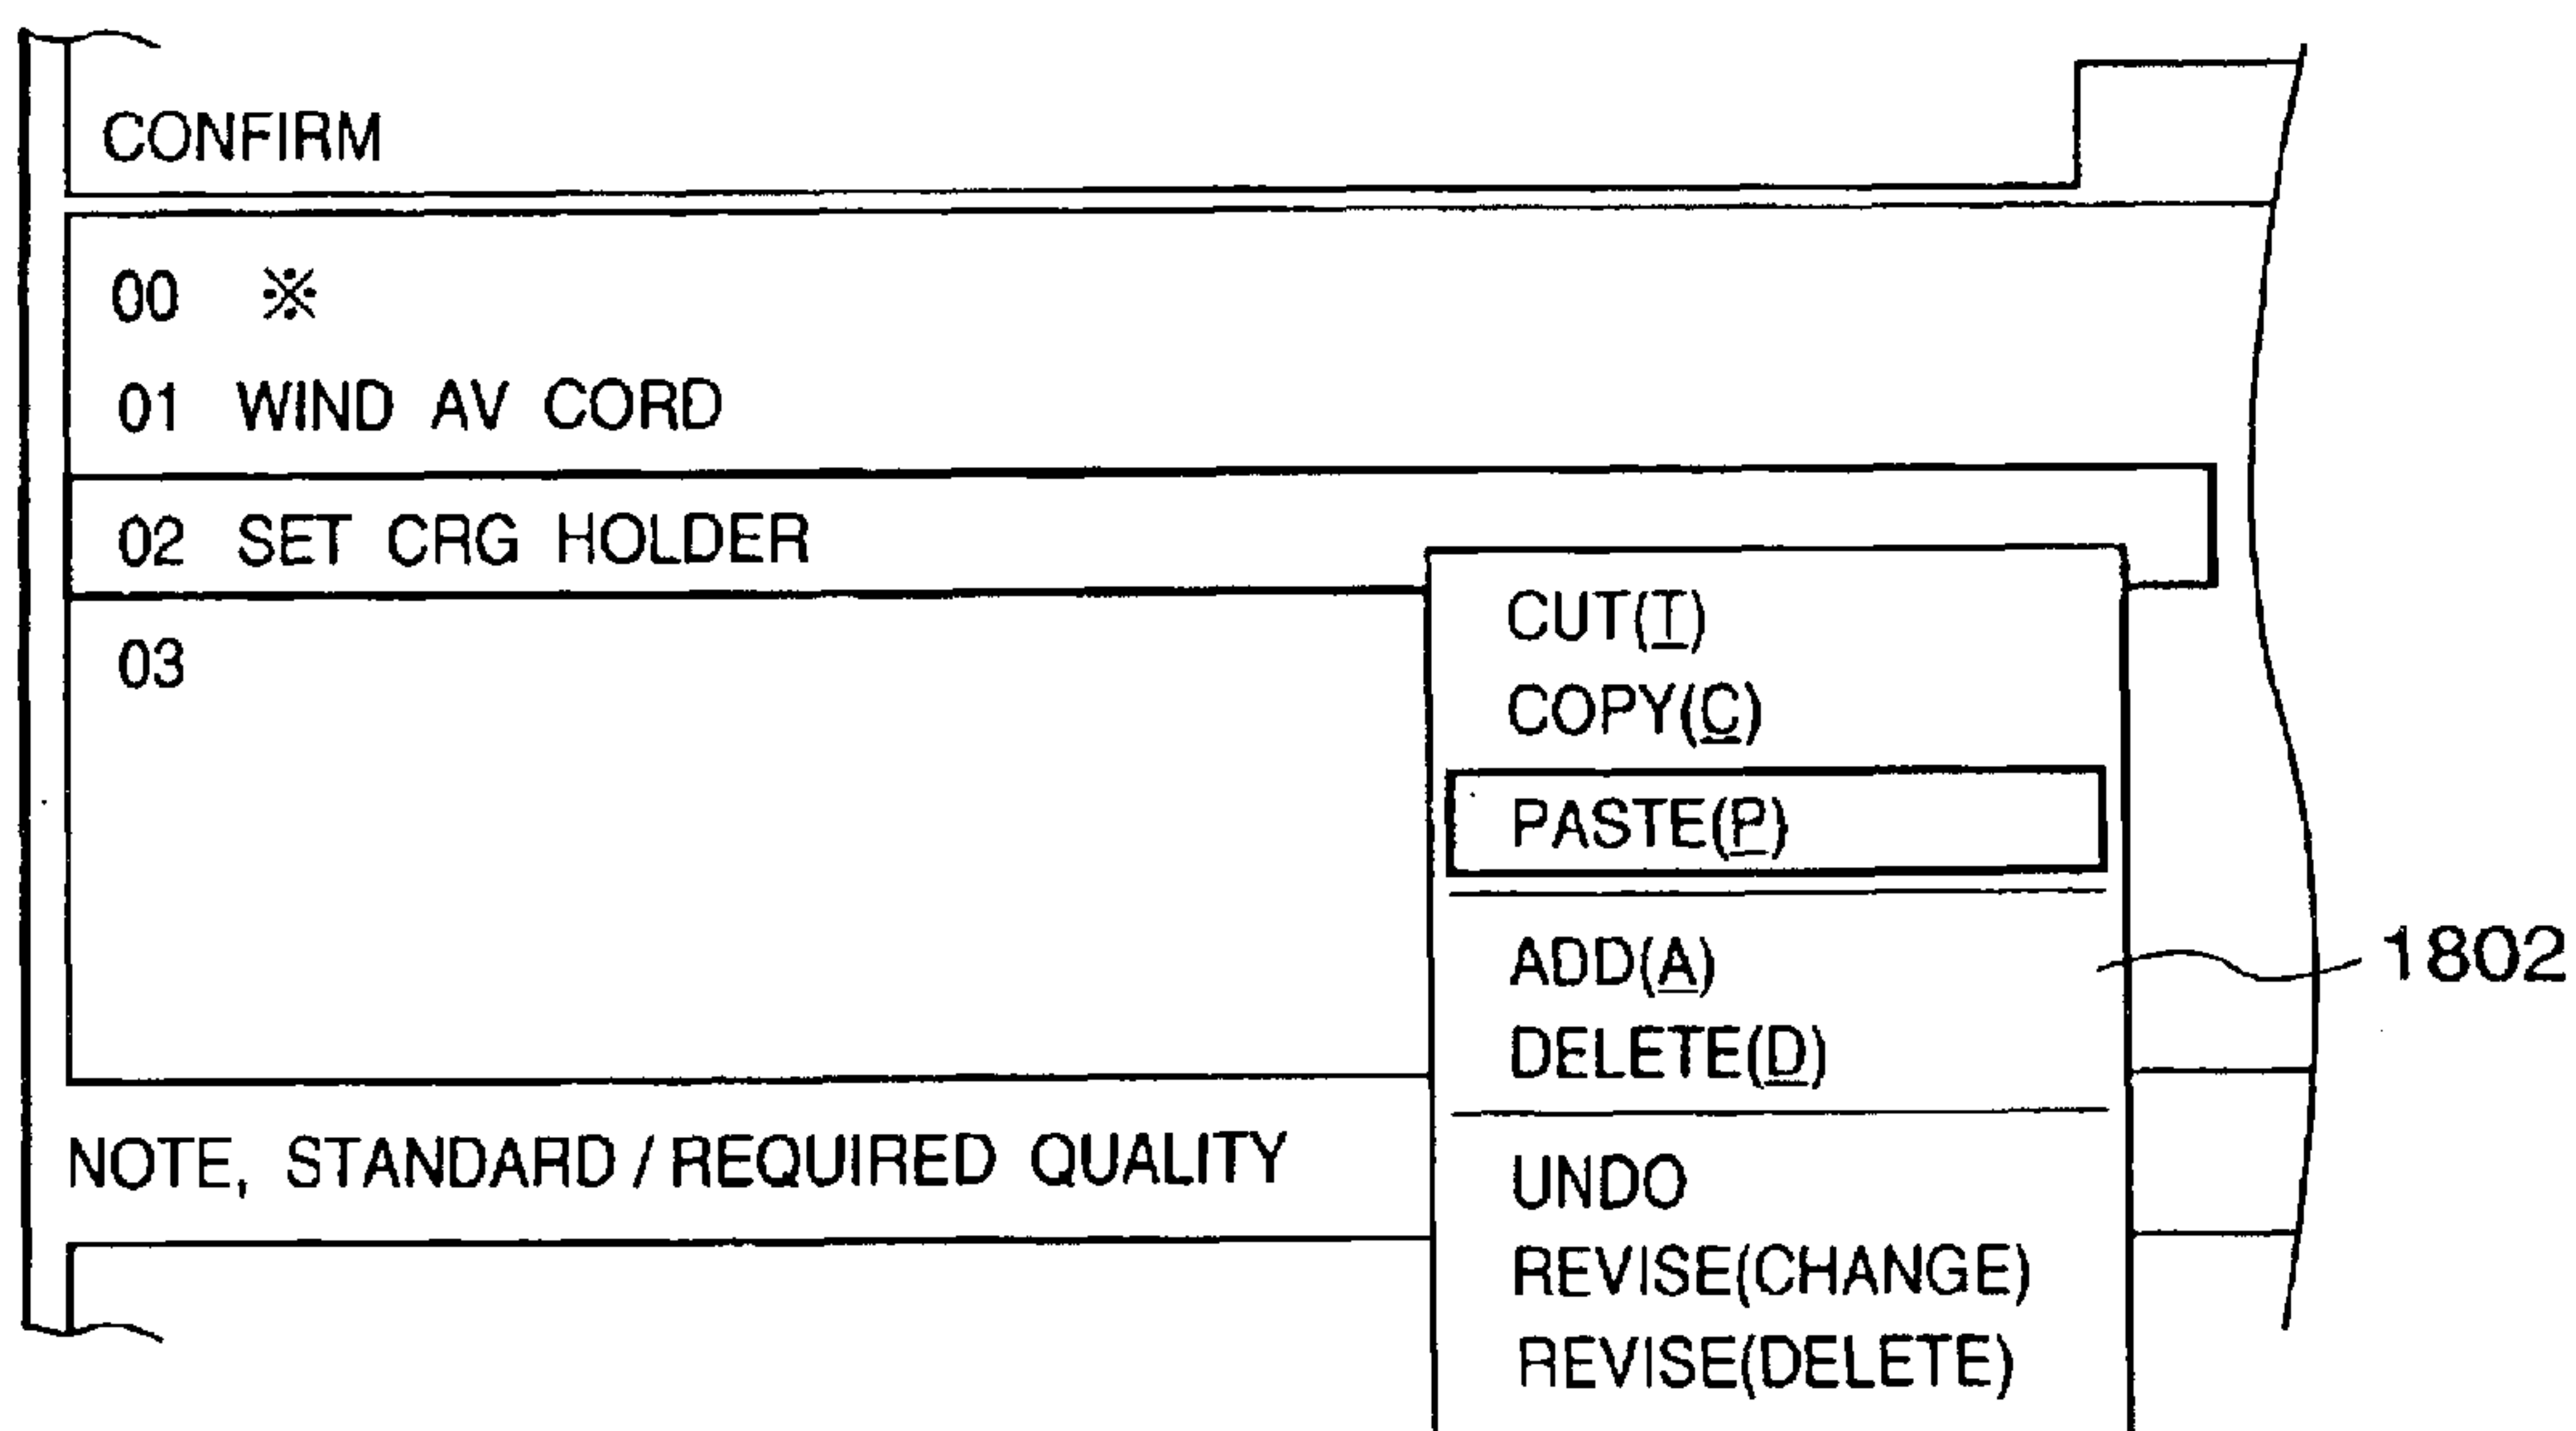 CONFIRM
00 ※
01 WIND AV CORD
02 SET CRG HOLDER
03
CUT(T)
COPY(C)
PASTE(P)
ADD(A)
1802
DELETE(D)
NOTE, STANDARD / REQUIRED QUALITY
UNDO
REVISE(CHANGE)
REVISE(DELETE)